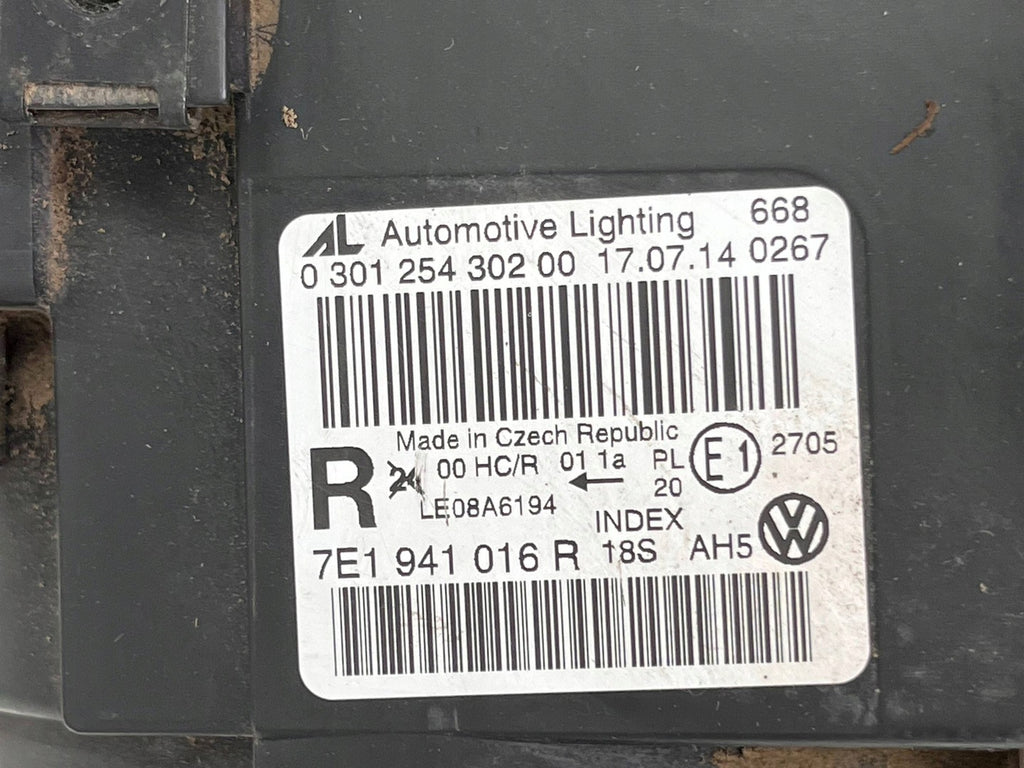 AL Automotive Lighting 668
0 301 254 302 00 17.07.14 0267
Made in Czech Republic
R 24 00 HC/R 01 1a PL E1 2705
← 20
LE08A6194
INDEX
7E1 941 016 R 18S AH5 VW